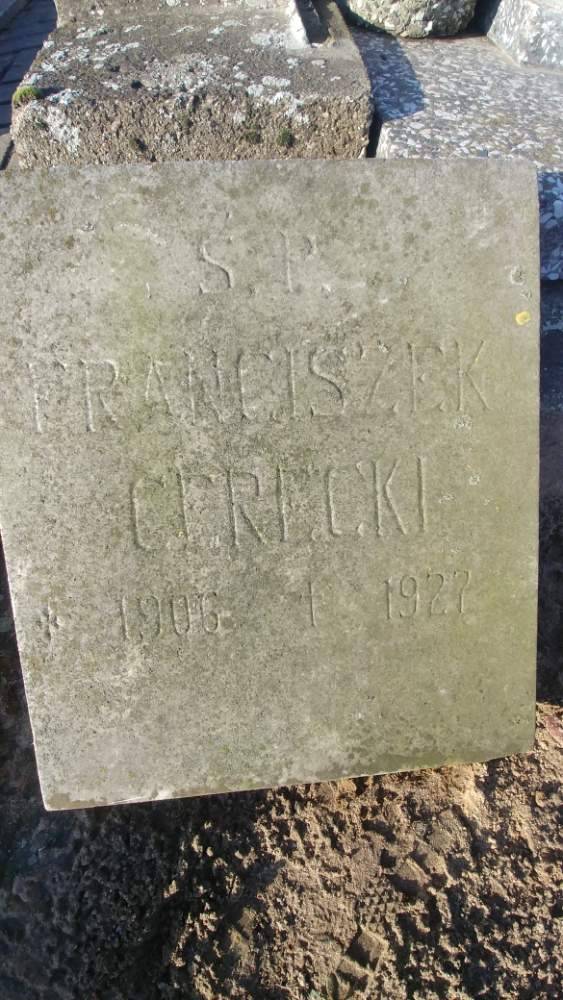 Ś. P.
FRANCISZEK
CERECKI
* 1906 † 1927